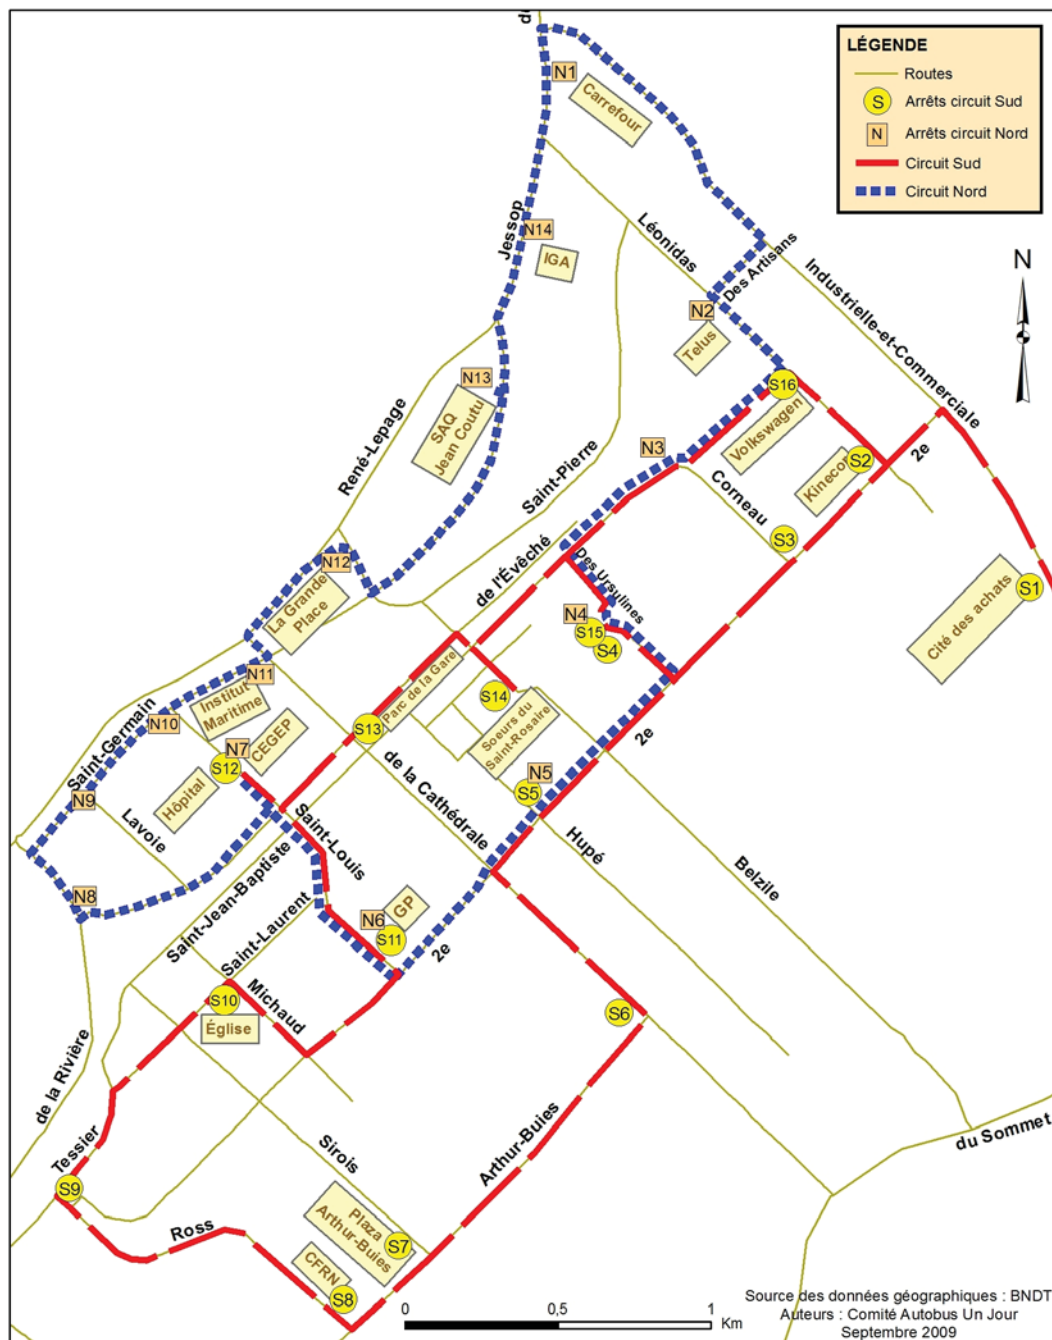 LÉGENDE
Routes
S Arrêts circuit Sud
N Arrêts circuit Nord
Circuit Sud
Circuit Nord
N
N1
Carrefour
N14
IGA
Jessop
Léonidas
Des Artisans
Industrielle-et-Commerciale
N2
Telus
N13
SAQ
Jean Coutu
René-Lepage
S16
Volkswagen
N3
2e
S2
Kineco
Corneau
S3
Saint-Pierre
de l'Évêché
Des Ursulines
N12
La Grande
Place
N4
S15
S4
S1
Cité des achats
N11
Institut
Maritime
N10
Saint-Germain
Parc de la Gare
S14
S13
Soeurs du
Saint-Rosaire
2e
N7
CEGEP
S12
Hôpital
N9
Lavoie
de la Cathédrale
N5
S5
Saint-Louis
Hupé
Belzile
N8
Saint-Jean-Baptiste
Saint-Laurent
N6
GP
S11
2e
S10
Église
Michaud
S6
de la Rivière
Tessier
S9
Sirois
Arthur-Buies
du Sommet
Ross
Plaza
Arthur-Buies
S7
CFRN
S8
0 0,5 1
Km
Source des données géographiques : BNDT
Auteurs : Comité Autobus Un Jour
Septembre 2009